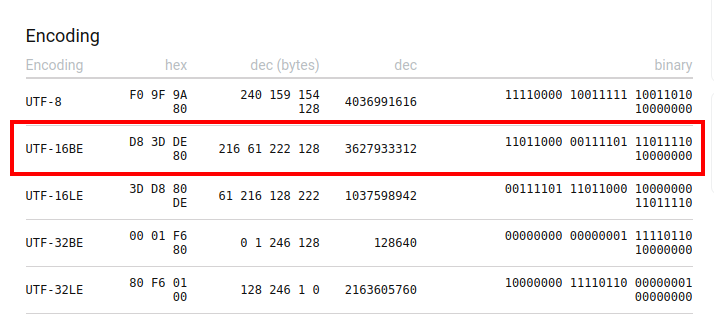 Encoding
Encoding hex dec (bytes) dec binary
UTF-8 F0 9F 9A 80 240 159 154 128 4036991616 11110000 10011111 10011010 10000000
UTF-16BE D8 3D DE 80 216 61 222 128 3627933312 11011000 00111101 11011110 10000000
UTF-16LE 3D D8 80 DE 61 216 128 222 1037598942 00111101 11011000 10000000 11011110
UTF-32BE 00 01 F6 80 0 1 246 128 128640 00000000 00000001 11110110 10000000
UTF-32LE 80 F6 01 00 128 246 1 0 2163605760 10000000 11110110 00000001 00000000